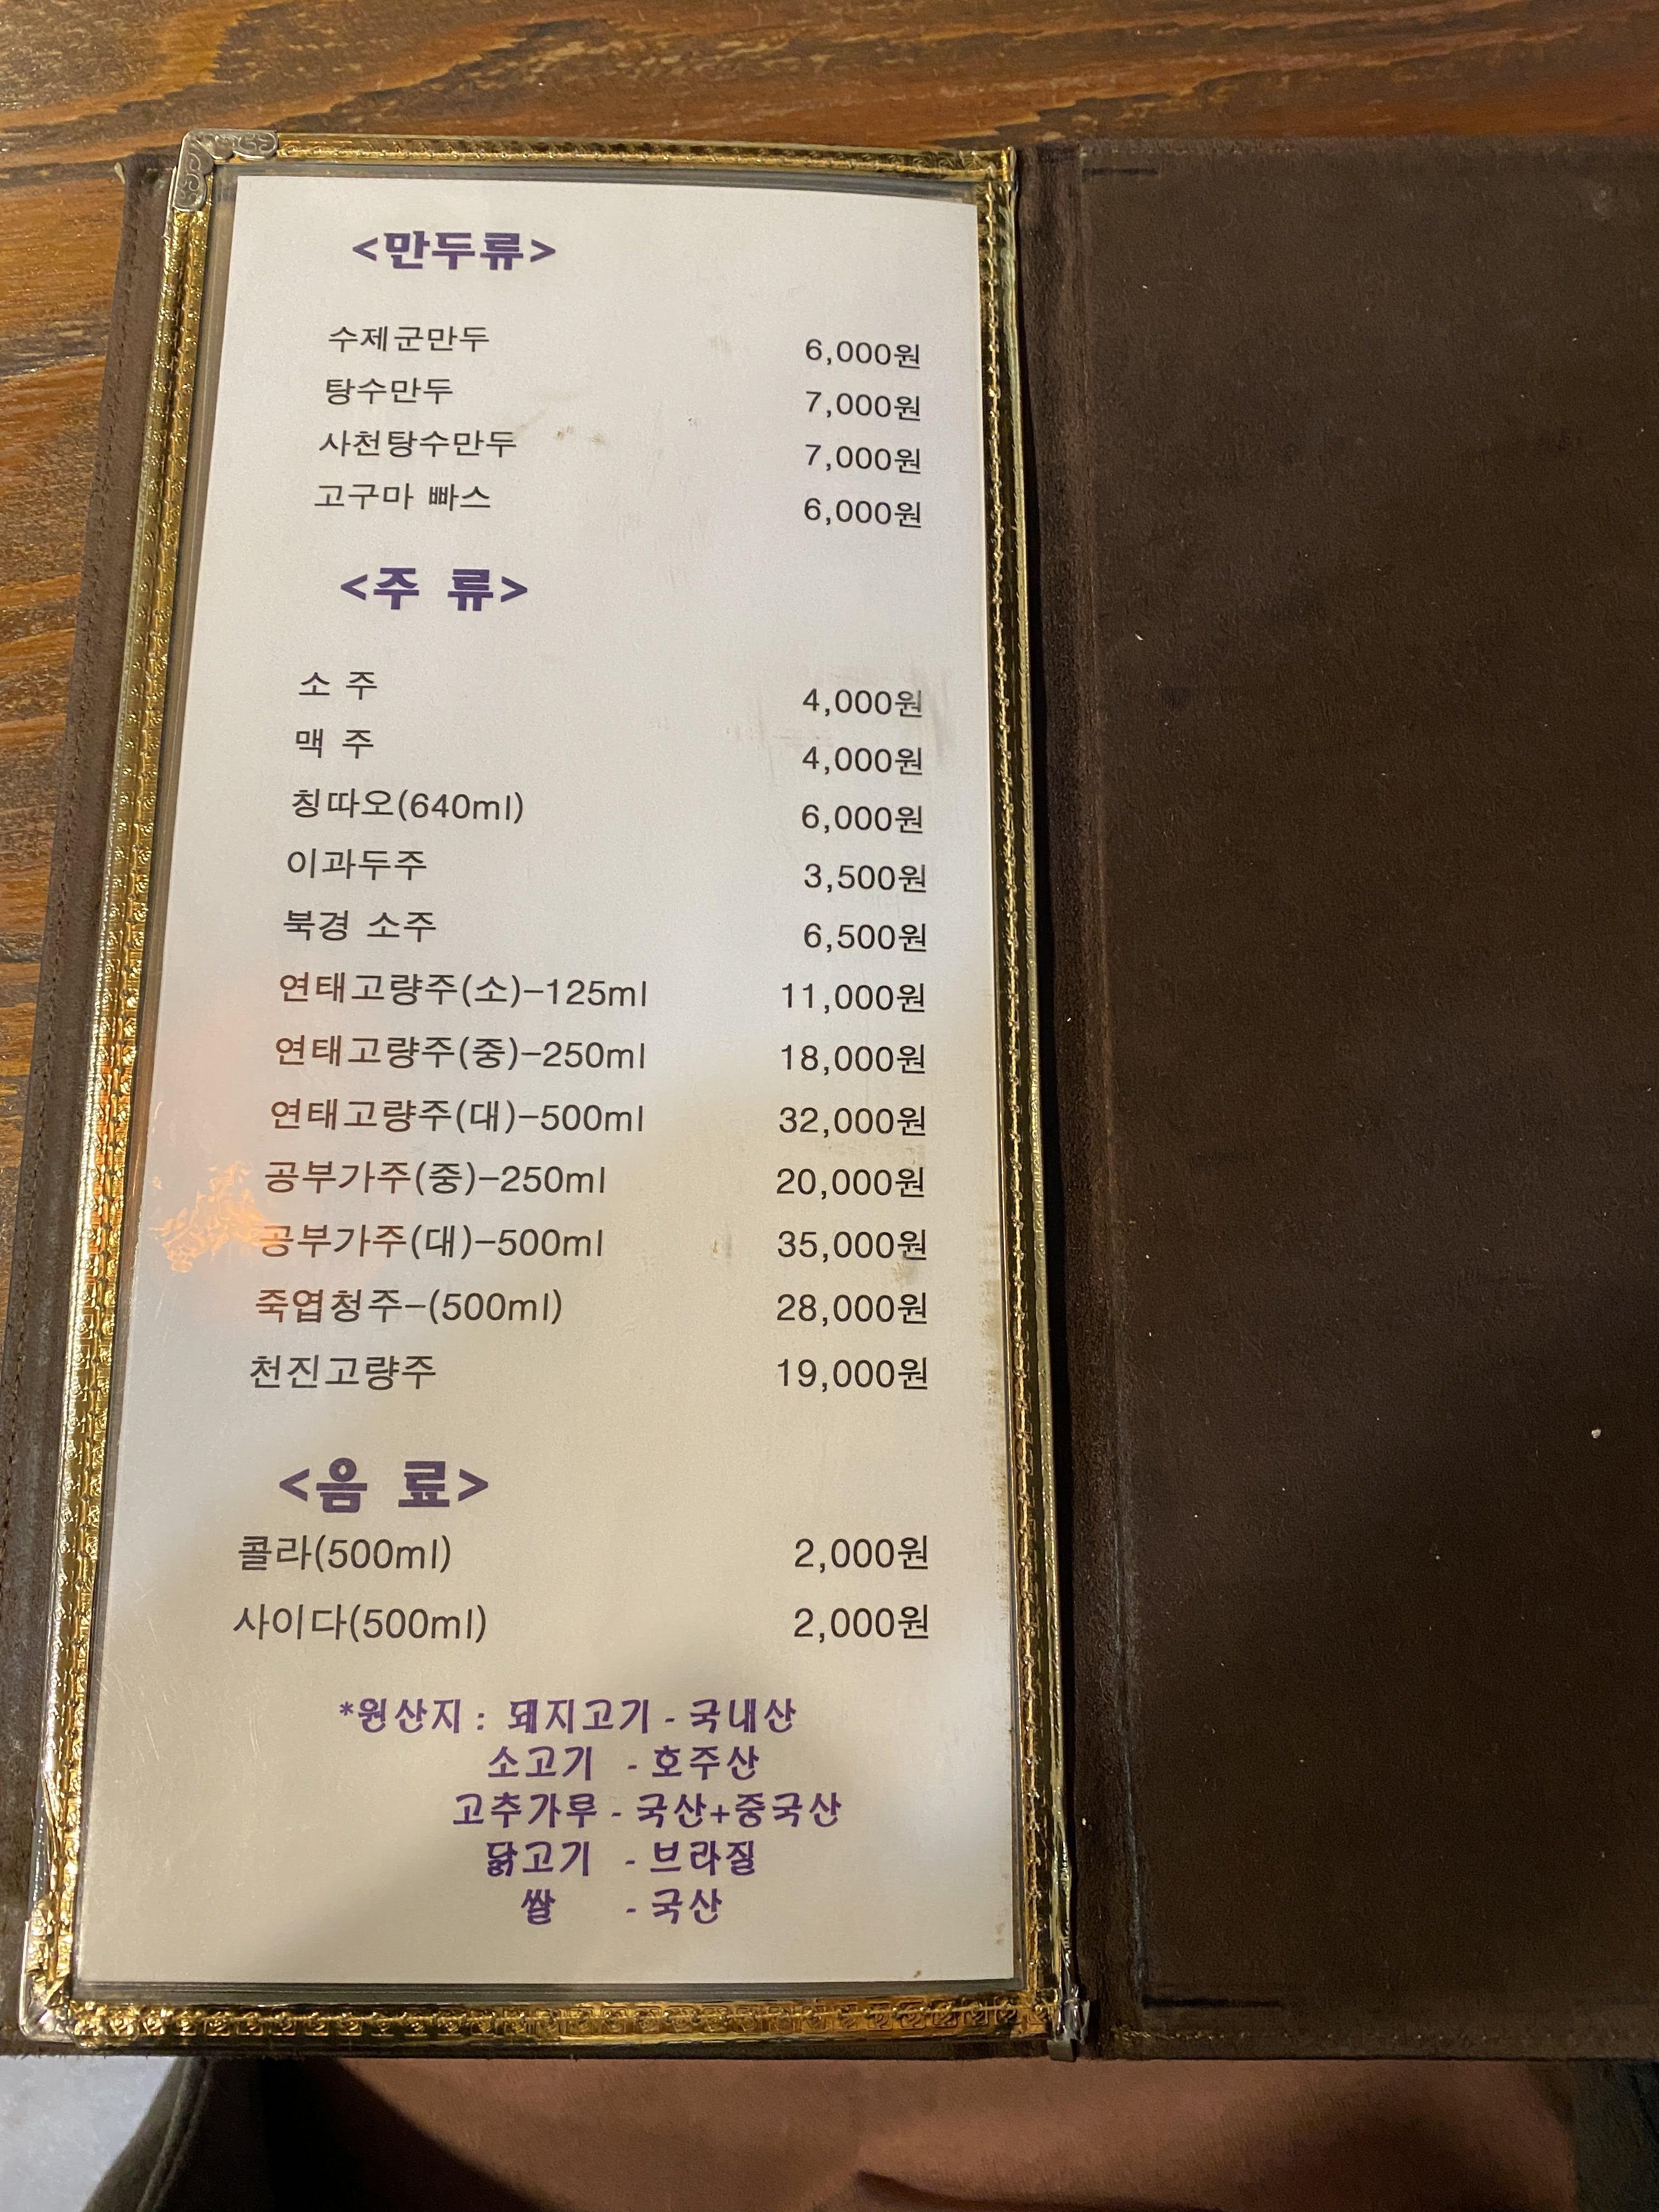 <만두류>
수제군만두 6,000원
탕수만두 7,000원
사천탕수만두 7,000원
고구마 빠스 6,000원
<주 류>
소 주 4,000원
맥 주 4,000원
칭따오(640ml) 6,000원
이과두주 3,500원
북경 소주 6,500원
연태고량주(소)-125ml 11,000원
연태고량주(중)-250ml 18,000원
연태고량주(대)-500ml 32,000원
공부가주(중)-250ml 20,000원
공부가주(대)-500ml 35,000원
죽엽청주-(500ml) 28,000원
천진고량주 19,000원
<음 료>
콜라(500ml) 2,000원
사이다(500ml) 2,000원
*원산지 : 돼지고기 - 국내산
소고기 - 호주산
고추가루 - 국산+중국산
닭고기 - 브라질
쌀 - 국산